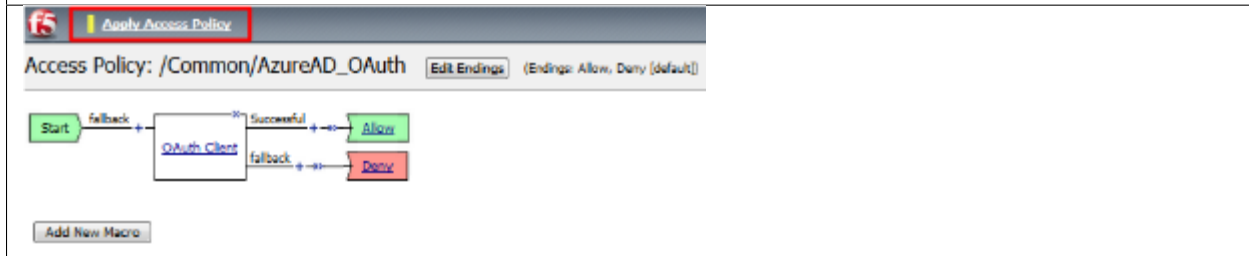 f5 Apply Access Policy
Access Policy: /Common/AzureAD_OAuth Edit Endings (Endings: Allow, Deny [default])
Start fallback + OAuth Client Successful + Allow
fallback + Deny
Add New Macro